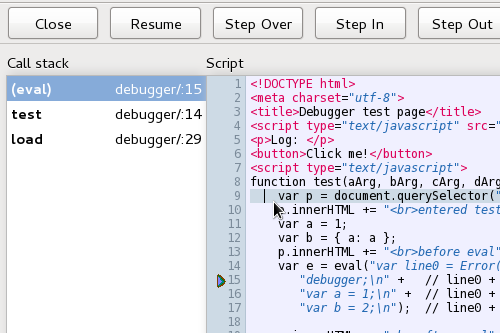 Close Resume Step Over Step In Step Out
Call stack Script
(eval) debugger/:15
test debugger/:14
load debugger/:29
1 <!DOCTYPE html>
2 <meta charset="utf-8">
3 <title>Debugger test page</title>
4 <script type="text/javascript" src="
5 <p>Log: </p>
6 <button>Click me!</button>
7 <script type="text/javascript">
8 function test(aArg, bArg, cArg, dArg
9 var p = document.querySelector("
10 .innerHTML += "<br>entered test
11 var a = 1;
12 var b = { a: a };
13 p.innerHTML += "<br>before eval"
14 var e = eval("var line0 = Error(
15 "debugger;\n" + // line0 +
16 "var a = 1;\n" + // line0 +
17 "var b = 2;\n"); // line0 +
18